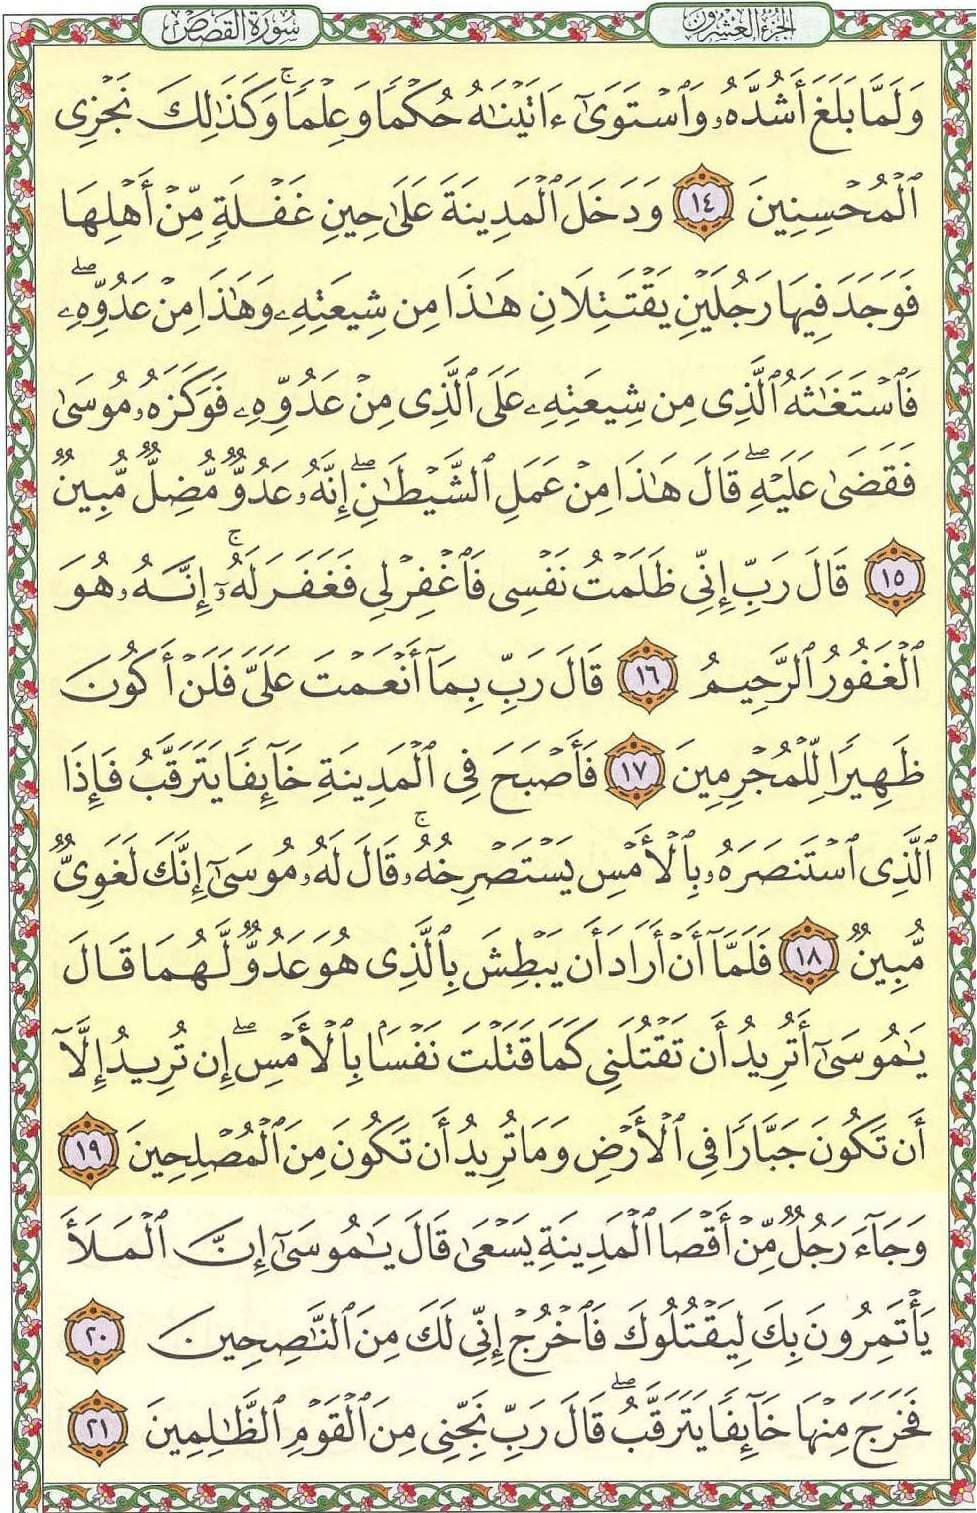 سورة القصص
الجزء العشرون
وَلَمَّا بَلَغَ أَشُدَّهُۥ وَٱسْتَوَىٰٓ ءَاتَيْنَـٰهُ حُكْمًا وَعِلْمًا ۚ وَكَذَٰلِكَ نَجْزِى
ٱلْمُحْسِنِينَ ١٤ وَدَخَلَ ٱلْمَدِينَةَ عَلَىٰ حِينِ غَفْلَةٍ مِّنْ أَهْلِهَا
فَوَجَدَ فِيهَا رَجُلَيْنِ يَقْتَتِلَانِ هَـٰذَا مِن شِيعَتِهِۦ وَهَـٰذَا مِنْ عَدُوِّهِۦ ۖ
فَٱسْتَغَـٰثَهُ ٱلَّذِى مِن شِيعَتِهِۦ عَلَى ٱلَّذِى مِنْ عَدُوِّهِۦ فَوَكَزَهُۥ مُوسَىٰ
فَقَضَىٰ عَلَيْهِ ۖ قَالَ هَـٰذَا مِنْ عَمَلِ ٱلشَّيْطَـٰنِ ۖ إِنَّهُۥ عَدُوٌّ مُّضِلٌّ مُّبِينٌ
١٥ قَالَ رَبِّ إِنِّى ظَلَمْتُ نَفْسِى فَٱغْفِرْ لِى فَغَفَرَ لَهُۥٓ ۚ إِنَّهُۥ هُوَ
ٱلْغَفُورُ ٱلرَّحِيمُ ١٦ قَالَ رَبِّ بِمَآ أَنْعَمْتَ عَلَىَّ فَلَنْ أَكُونَ
ظَهِيرًا لِّلْمُجْرِمِينَ ١٧ فَأَصْبَحَ فِى ٱلْمَدِينَةِ خَآئِفًا يَتَرَقَّبُ فَإِذَا
ٱلَّذِى ٱسْتَنصَرَهُۥ بِٱلْأَمْسِ يَسْتَصْرِخُهُۥ ۚ قَالَ لَهُۥ مُوسَىٰٓ إِنَّكَ لَغَوِىٌّ
مُّبِينٌ ١٨ فَلَمَّآ أَنْ أَرَادَ أَن يَبْطِشَ بِٱلَّذِى هُوَ عَدُوٌّ لَّهُمَا قَالَ
يَـٰمُوسَىٰٓ أَتُرِيدُ أَن تَقْتُلَنِى كَمَا قَتَلْتَ نَفْسًۢا بِٱلْأَمْسِ ۖ إِن تُرِيدُ إِلَّآ
أَن تَكُونَ جَبَّارًا فِى ٱلْأَرْضِ وَمَا تُرِيدُ أَن تَكُونَ مِنَ ٱلْمُصْلِحِينَ ١٩
وَجَآءَ رَجُلٌ مِّنْ أَقْصَا ٱلْمَدِينَةِ يَسْعَىٰ قَالَ يَـٰمُوسَىٰٓ إِنَّ ٱلْمَلَأَ
يَأْتَمِرُونَ بِكَ لِيَقْتُلُوكَ فَٱخْرُجْ إِنِّى لَكَ مِنَ ٱلنَّـٰصِحِينَ ٢٠
فَخَرَجَ مِنْهَا خَآئِفًا يَتَرَقَّبُ ۖ قَالَ رَبِّ نَجِّنِى مِنَ ٱلْقَوْمِ ٱلظَّـٰلِمِينَ ٢١